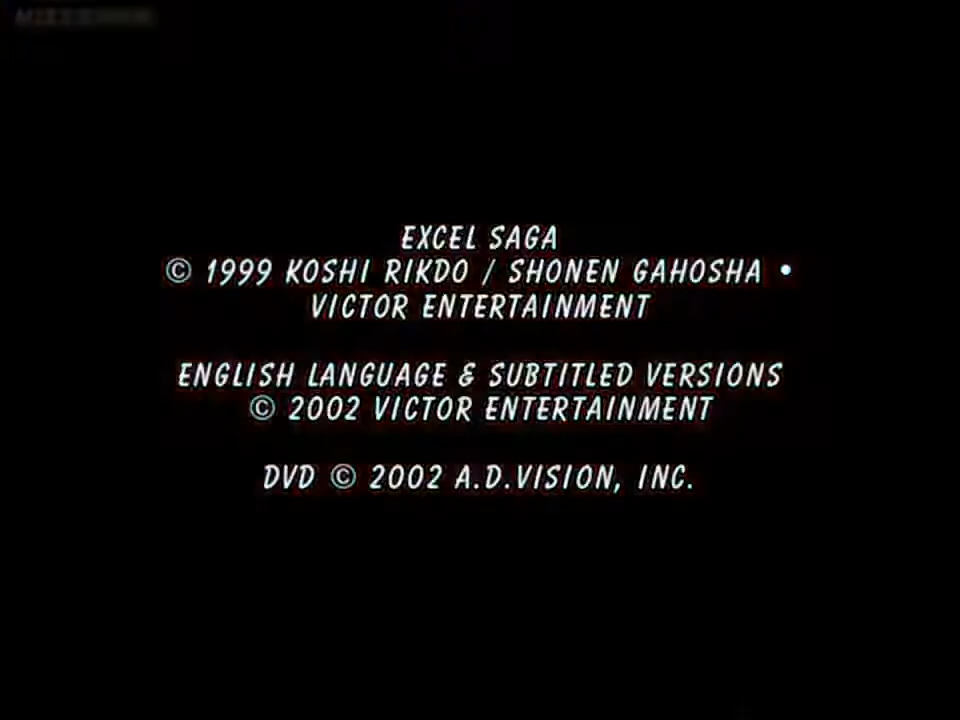 EXCEL SAGA
© 1999 KOSHI RIKDO / SHONEN GAHOSHA •
VICTOR ENTERTAINMENT
ENGLISH LANGUAGE & SUBTITLED VERSIONS
© 2002 VICTOR ENTERTAINMENT
DVD © 2002 A.D.VISION, INC.